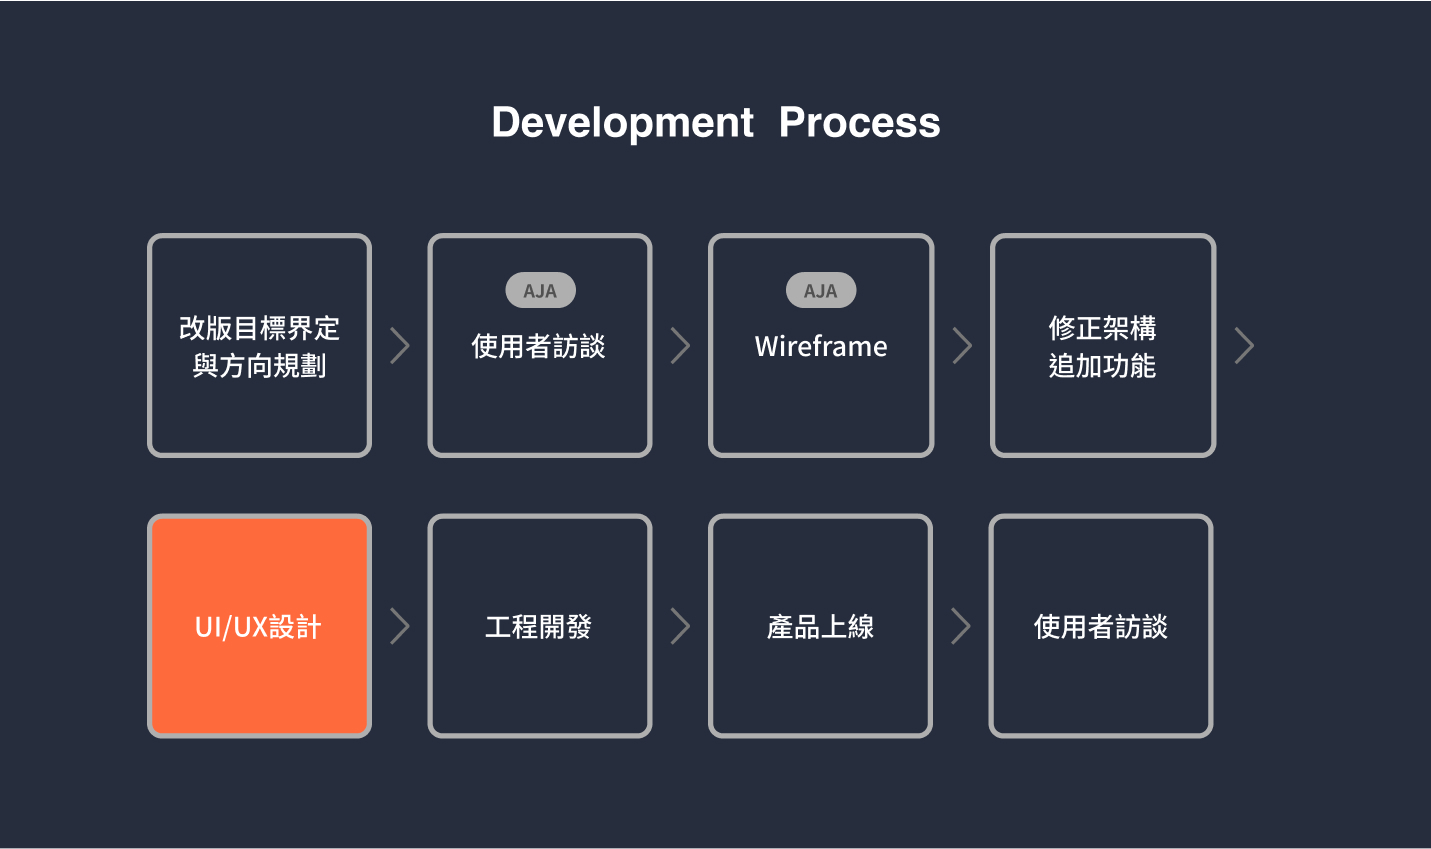 Development Process
改版目標界定
與方向規劃
AJA
使用者訪談
AJA
Wireframe
修正架構
追加功能
UI/UX設計
工程開發
產品上線
使用者訪談